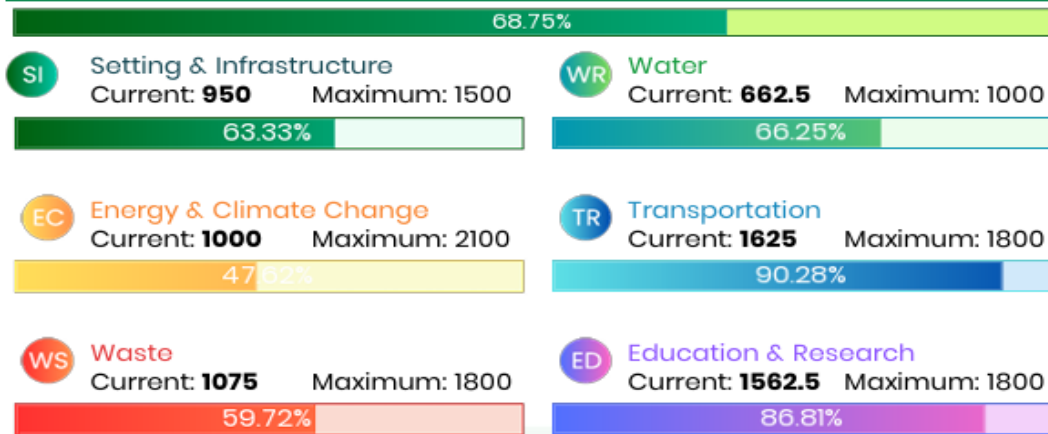 68.75%
SI Setting & Infrastructure
Current: 950 Maximum: 1500
63.33%
WR Water
Current: 662.5 Maximum: 1000
66.25%
EC Energy & Climate Change
Current: 1000 Maximum: 2100
47.62%
TR Transportation
Current: 1625 Maximum: 1800
90.28%
WS Waste
Current: 1075 Maximum: 1800
59.72%
ED Education & Research
Current: 1562.5 Maximum: 1800
86.81%